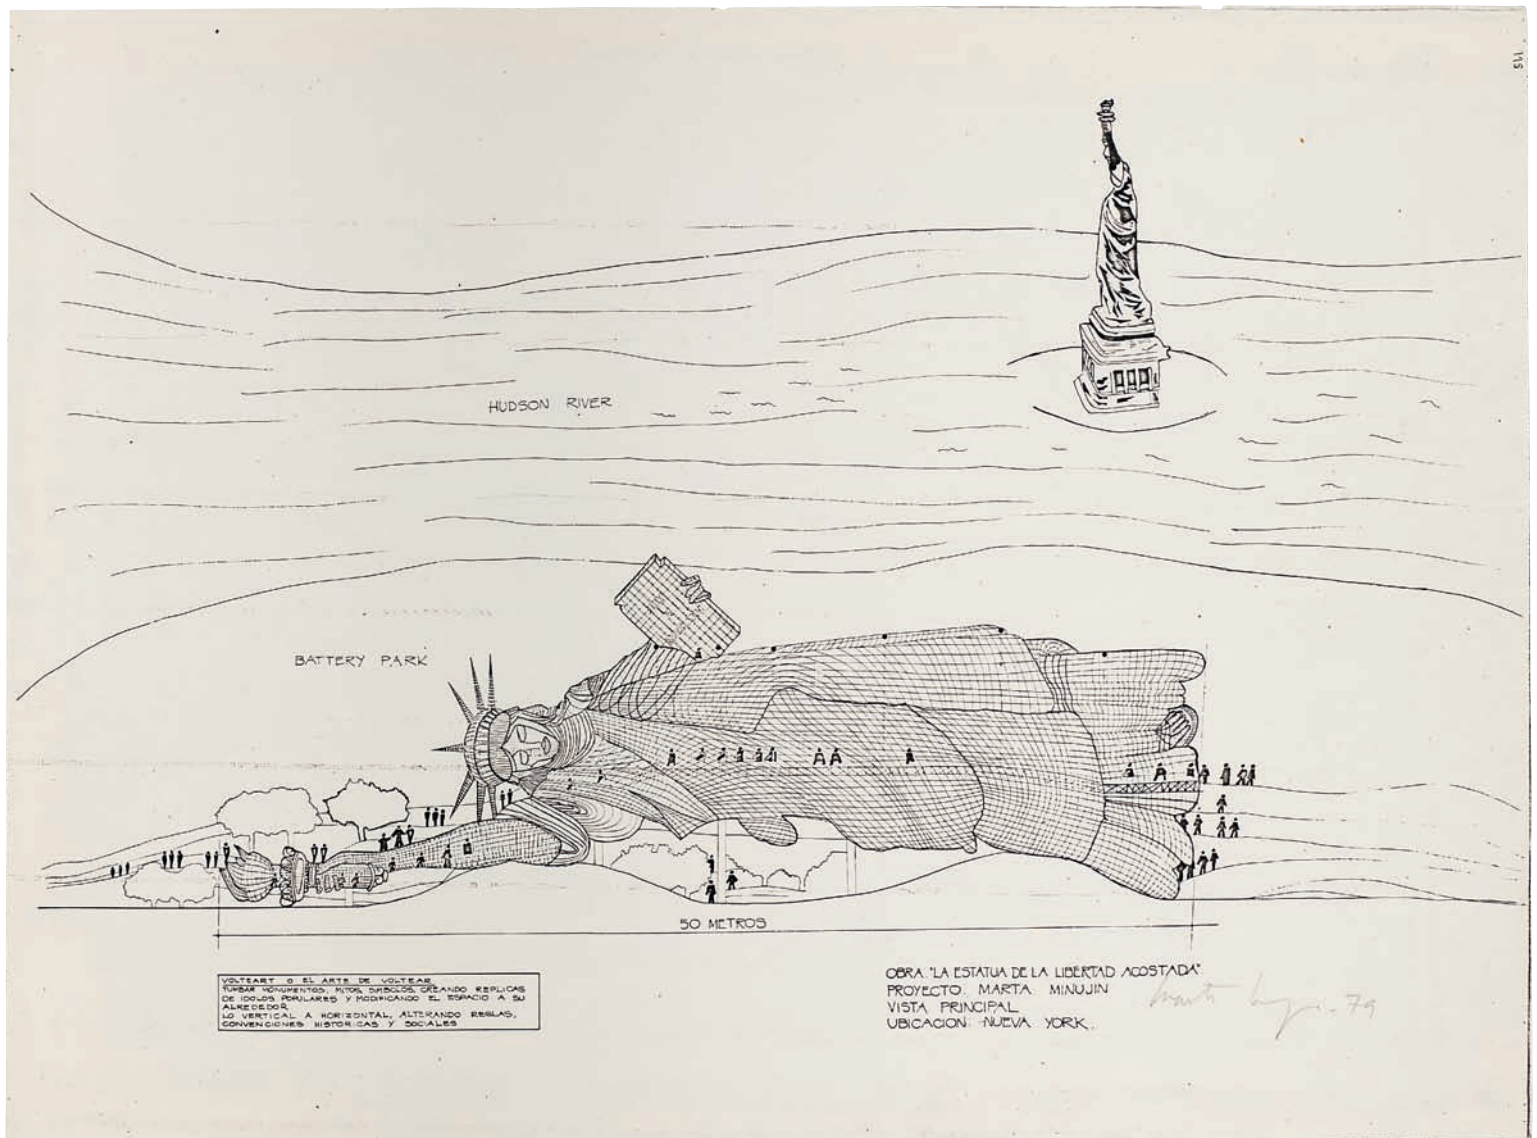 115
HUDSON RIVER
BATTERY PARK
50 METROS
VOLTEART O EL ARTE DE VOLTEAR
TUMBAR MONUMENTOS, MITOS, SIMBOLOS, CREANDO REPLICAS
DE IDOLOS POPULARES Y MODIFICANDO EL ESPACIO A SU
ALREDEDOR
LO VERTICAL A HORIZONTAL, ALTERANDO REGLAS,
CONVENCIONES HISTORICAS Y SOCIALES
OBRA "LA ESTATUA DE LA LIBERTAD ACOSTADA"
PROYECTO. MARTA MINUJIN
VISTA PRINCIPAL
UBICACION: NUEVA YORK.
79